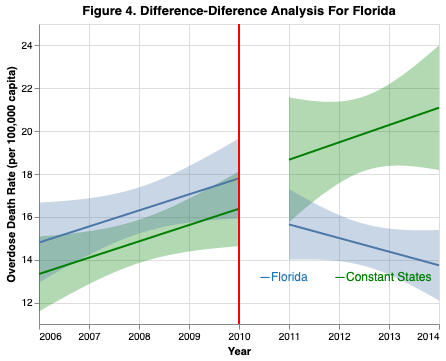 Figure 4. Difference-Diference Analysis For Florida
Overdose Death Rate (per 100,000 capita)
24
22
20
18
16
14
12
Florida
Constant States
2006 2007 2008 2009 2010 2011 2012 2013 2014
Year